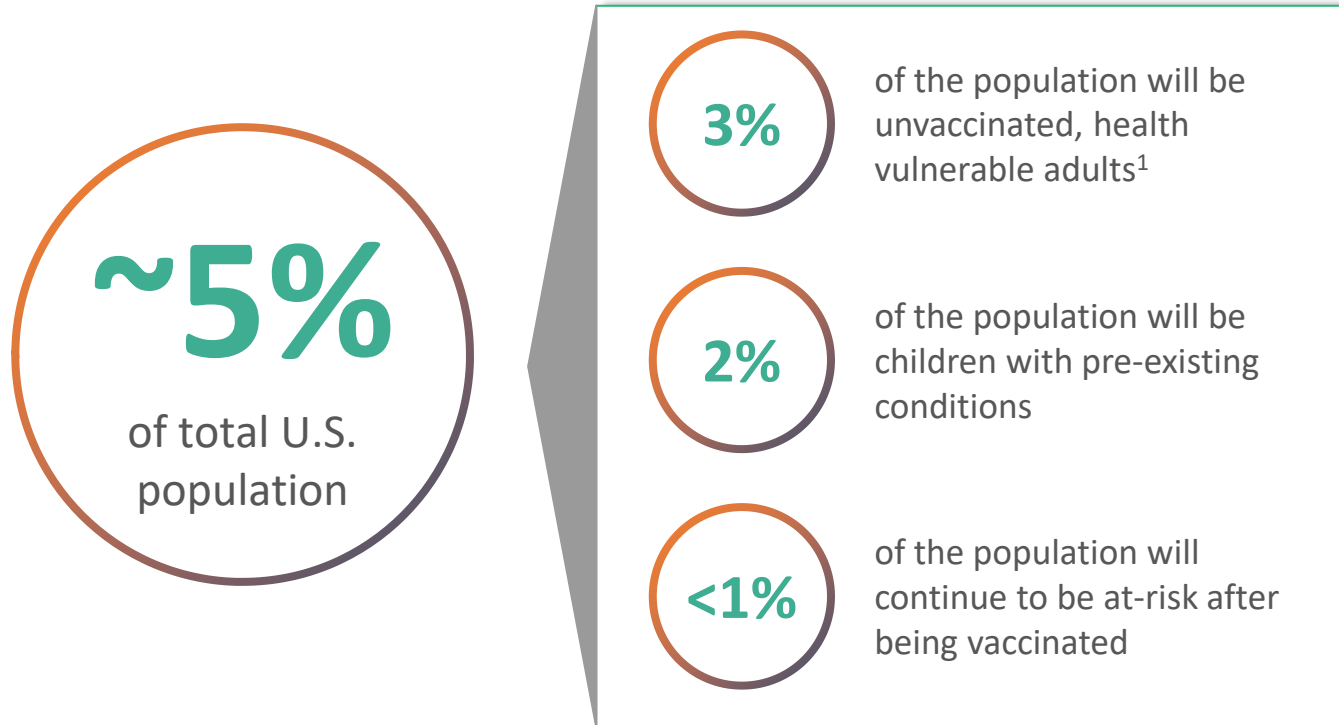 ~5%
of total U.S.
population
3%
of the population will be
unvaccinated, health
vulnerable adults¹
2%
of the population will be
children with pre-existing
conditions
<1%
of the population will
continue to be at-risk after
being vaccinated